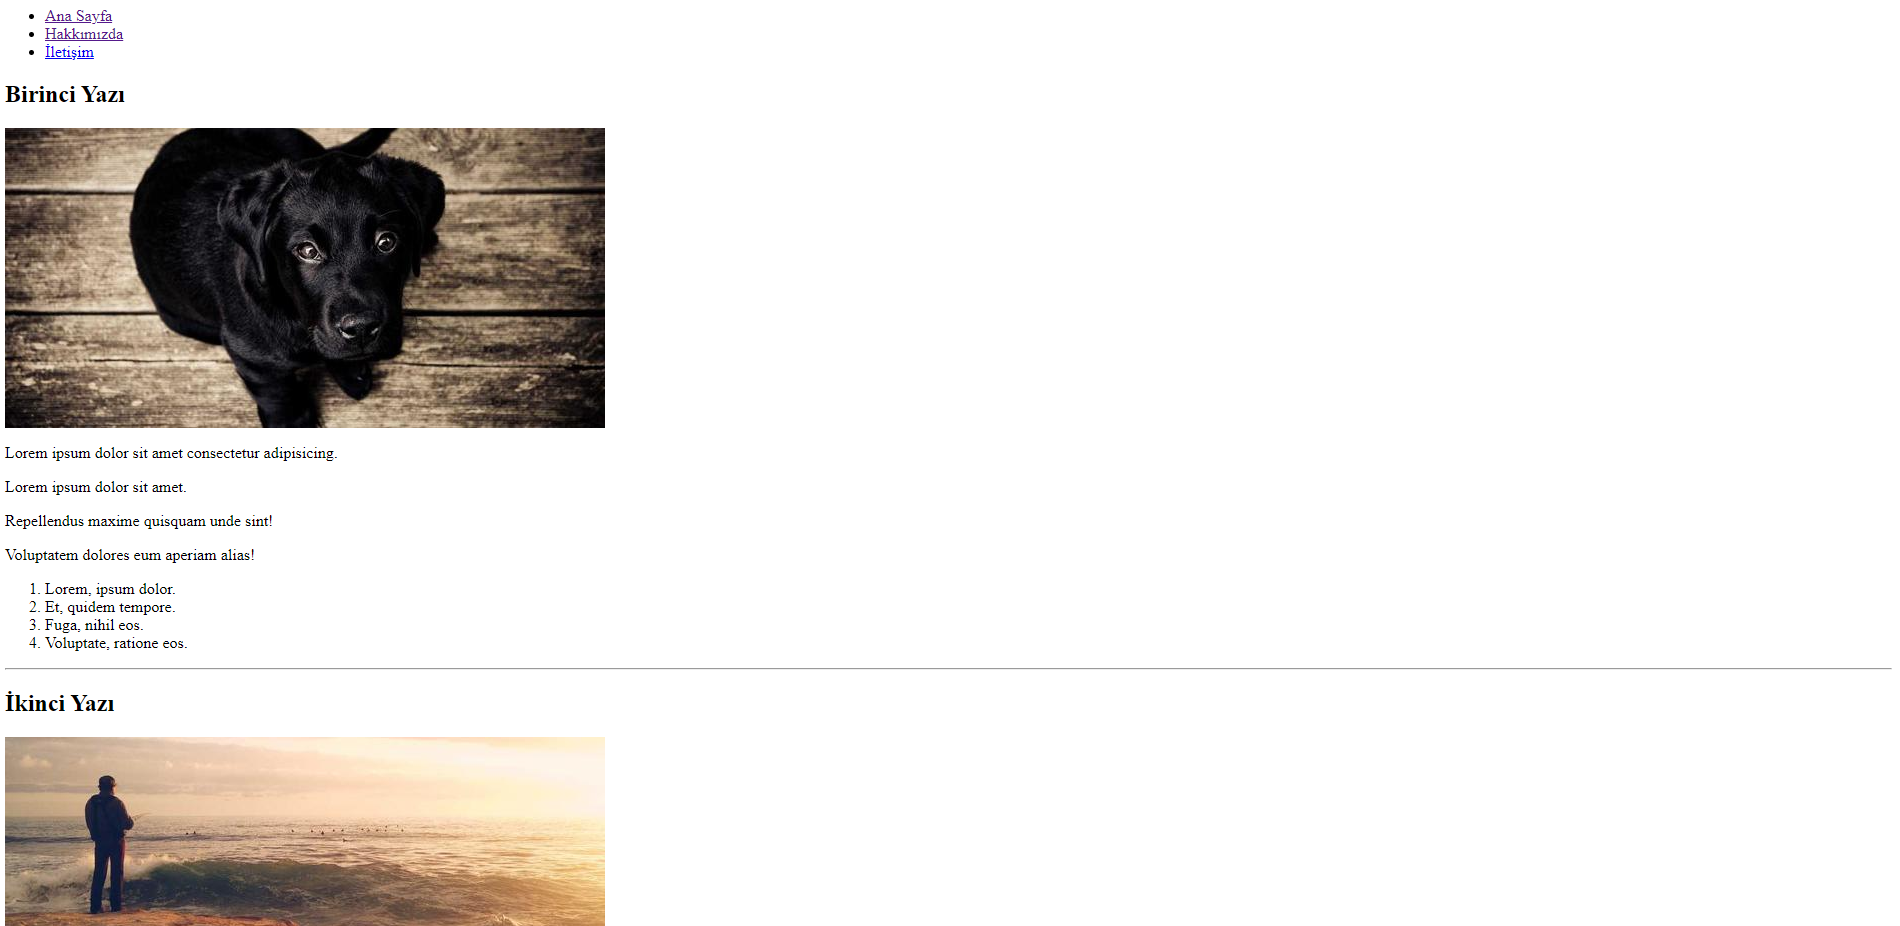 Ana Sayfa
Hakkımızda
İletişim
Birinci Yazı
Lorem ipsum dolor sit amet consectetur adipisicing.
Lorem ipsum dolor sit amet.
Repellendus maxime quisquam unde sint!
Voluptatem dolores eum aperiam alias!
1. Lorem, ipsum dolor.
2. Et, quidem tempore.
3. Fuga, nihil eos.
4. Voluptate, ratione eos.
İkinci Yazı